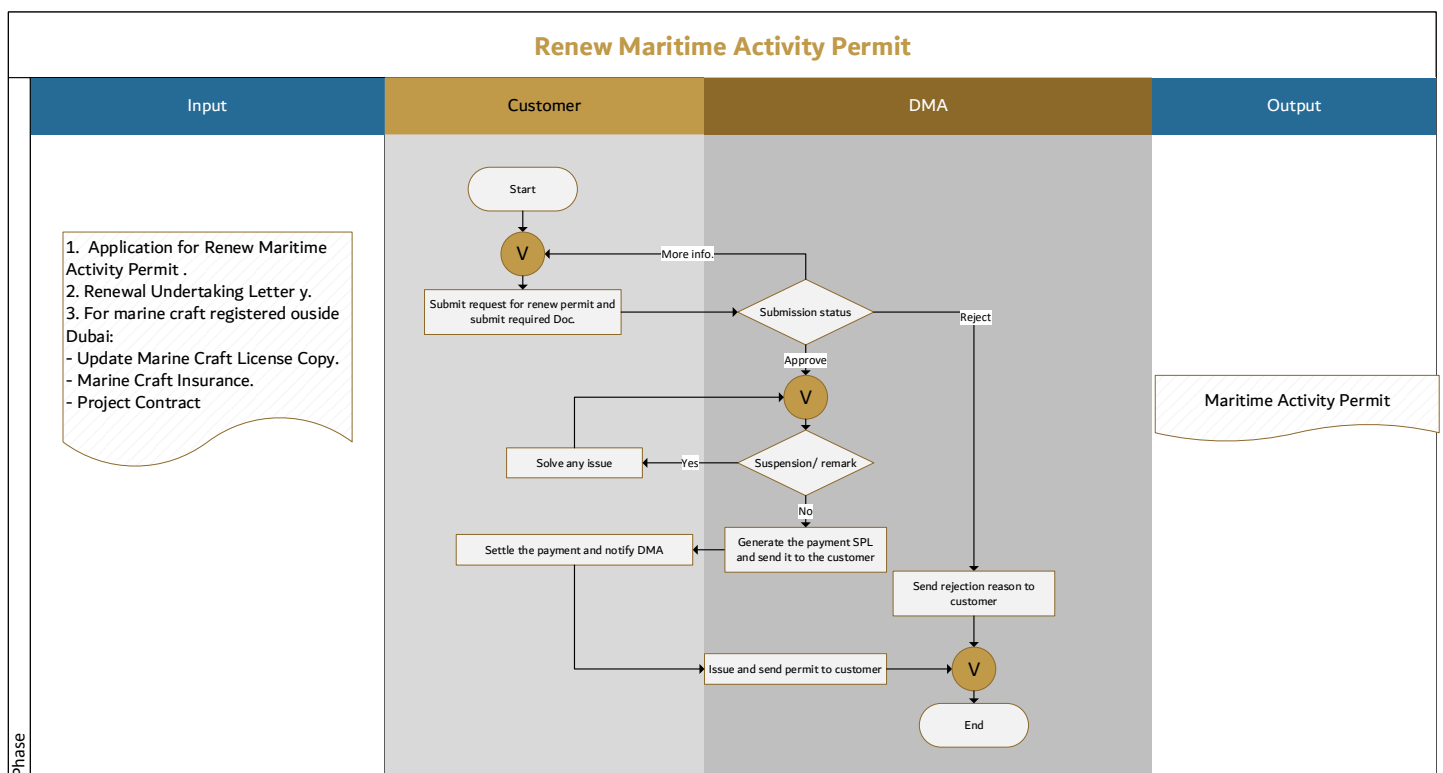 Renew Maritime Activity Permit
Input
Customer
DMA
Output
Start
1. Application for Renew Maritime
Activity Permit .
2. Renewal Undertaking Letter y.
3. For marine craft registered ouside
Dubai:
- Update Marine Craft License Copy.
- Marine Craft Insurance.
- Project Contract
V
More info.
Submit request for renew permit and
submit required Doc.
Submission status
Reject
Approve
V
Maritime Activity Permit
Solve any issue
Yes
Suspension/ remark
No
Settle the payment and notify DMA
Generate the payment SPL
and send it to the customer
Send rejection reason to
customer
Issue and send permit to customer
V
End
Phase